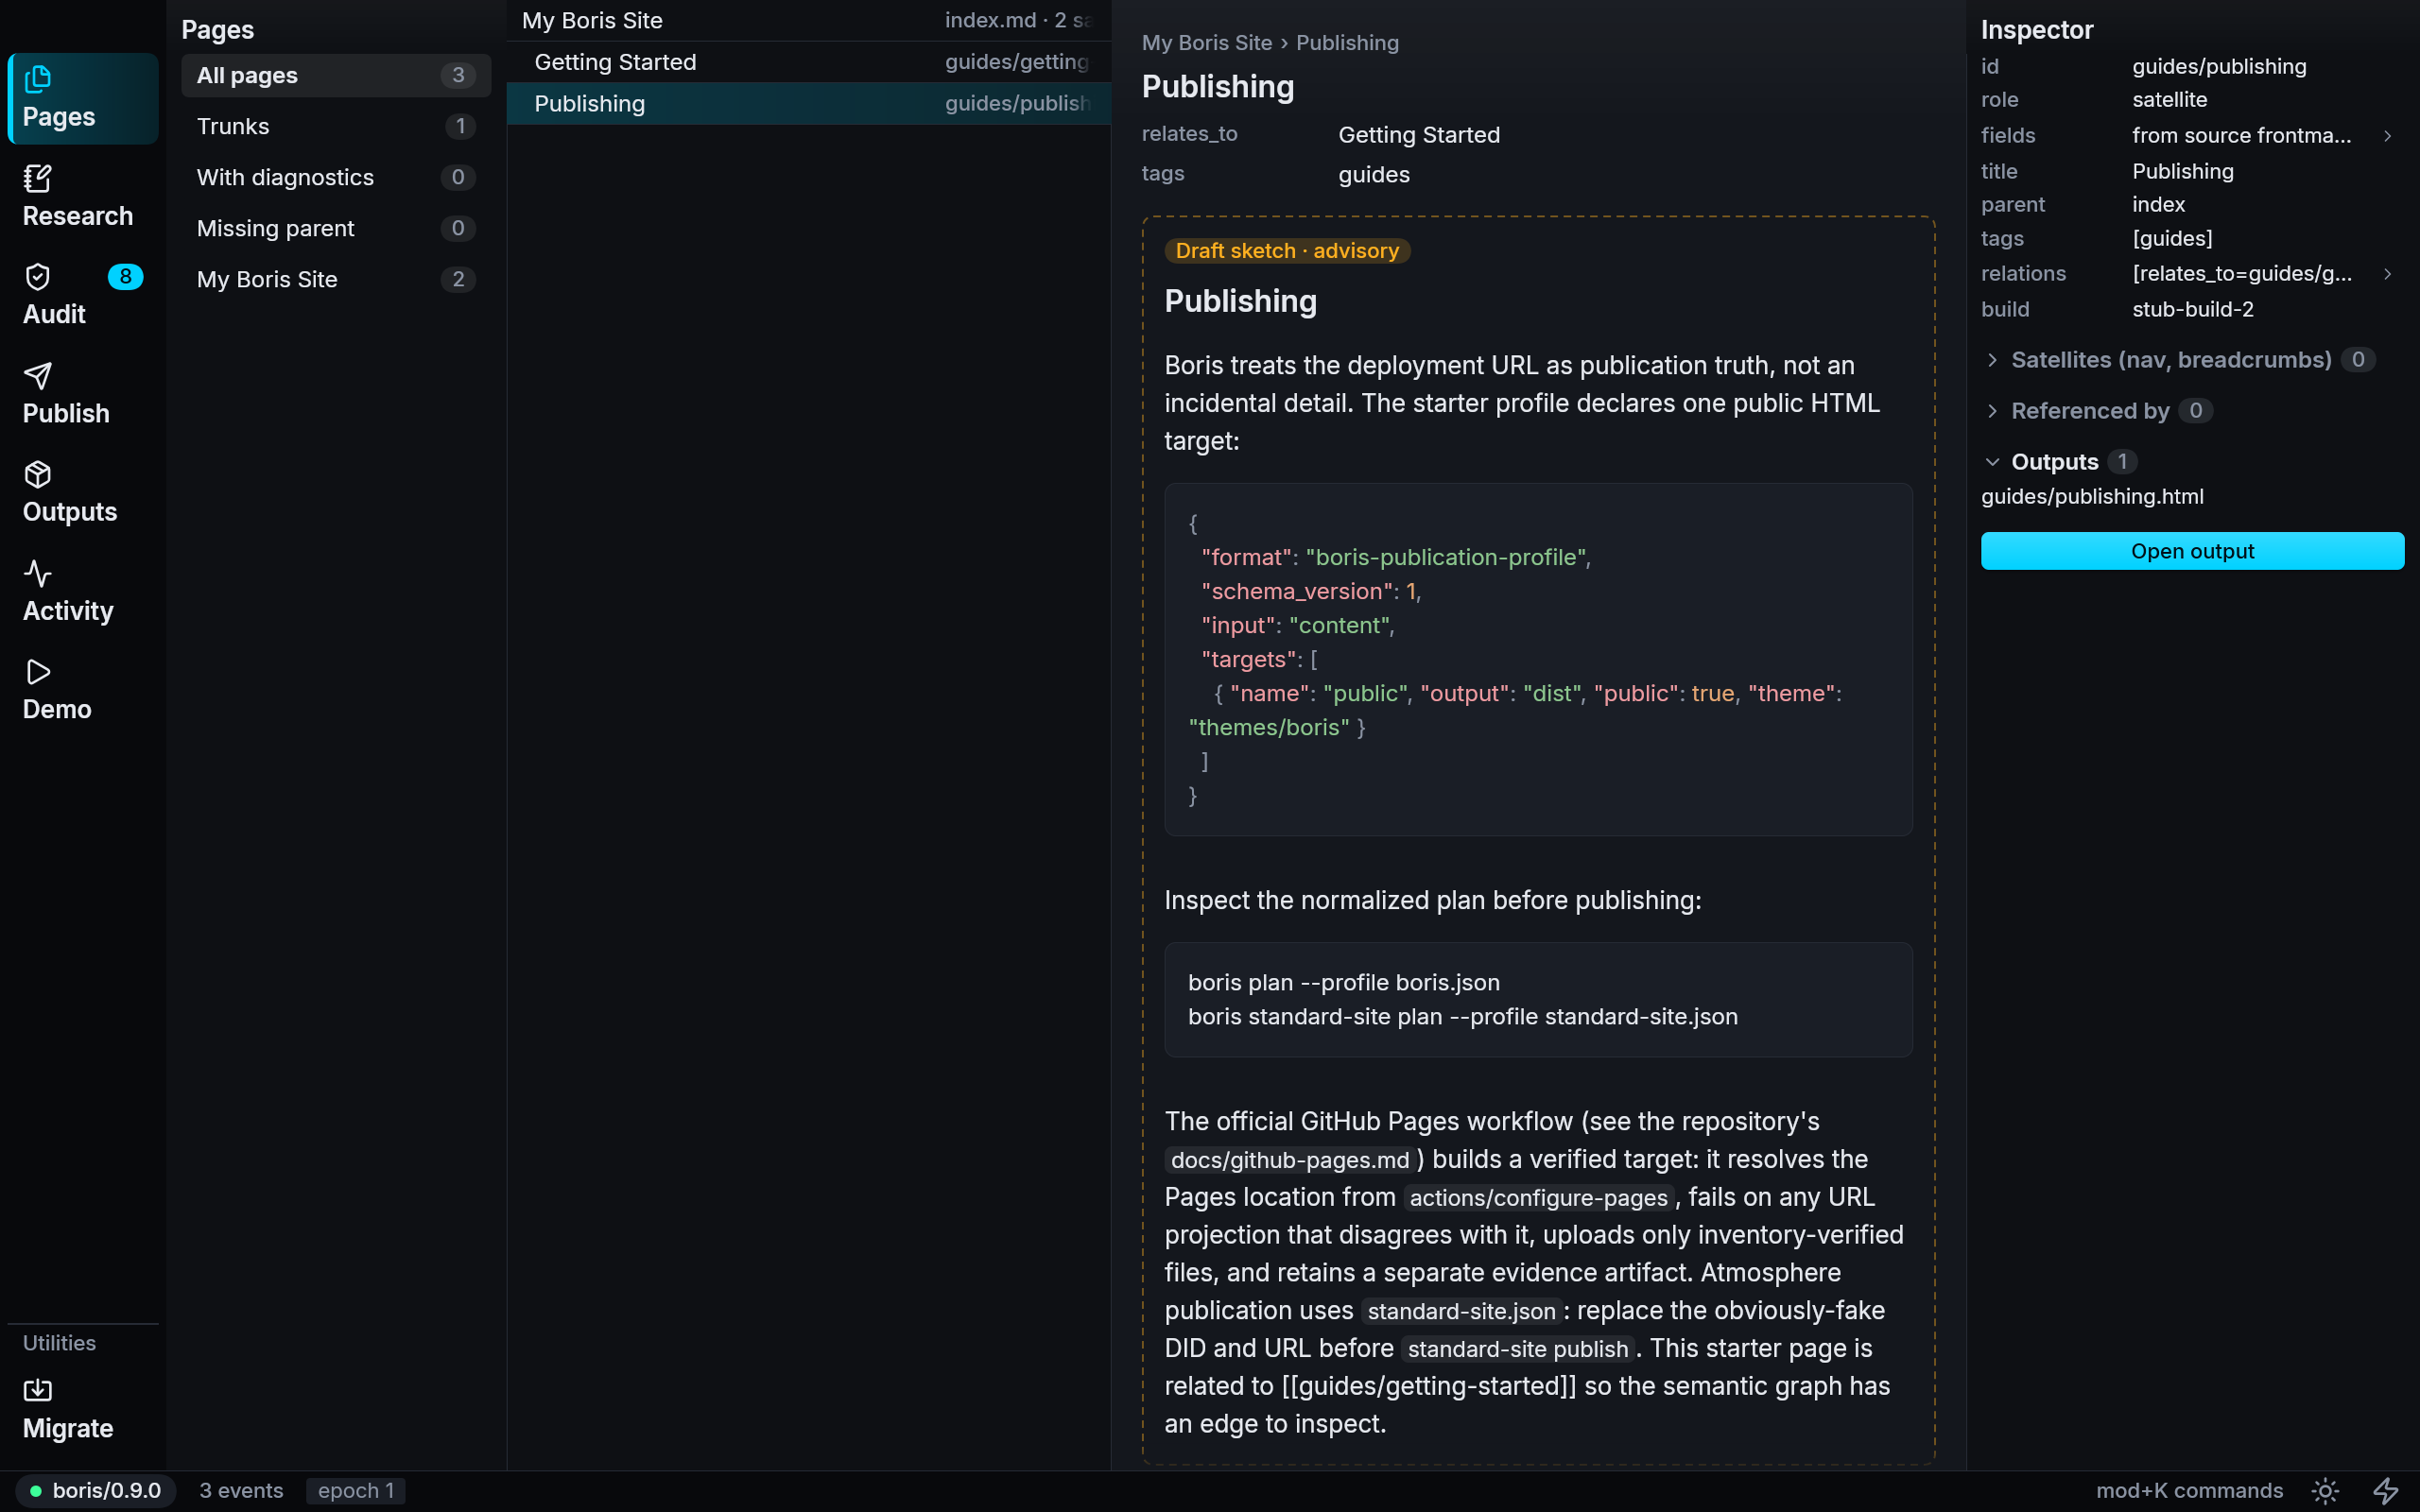 Pages
Research
Audit
8
Publish
Outputs
Activity
Demo
Utilities
Migrate
Pages
All pages 3
Trunks 1
With diagnostics 0
Missing parent 0
My Boris Site 2
My Boris Site index.md · 2 sa
Getting Started guides/getting
Publishing guides/publish
My Boris Site › Publishing
Publishing
relates_to Getting Started
tags guides
Draft sketch · advisory
Publishing
Boris treats the deployment URL as publication truth, not an
incidental detail. The starter profile declares one public HTML
target:
{
"format": "boris-publication-profile",
"schema_version": 1,
"input": "content",
"targets": [
{ "name": "public", "output": "dist", "public": true, "theme":
"themes/boris" }
]
}
Inspect the normalized plan before publishing:
boris plan --profile boris.json
boris standard-site plan --profile standard-site.json
The official GitHub Pages workflow (see the repository's
docs/github-pages.md) builds a verified target: it resolves the
Pages location from actions/configure-pages, fails on any URL
projection that disagrees with it, uploads only inventory-verified
files, and retains a separate evidence artifact. Atmosphere
publication uses standard-site.json: replace the obviously-fake
DID and URL before standard-site publish. This starter page is
related to [[guides/getting-started]] so the semantic graph has
an edge to inspect.
Inspector
id guides/publishing
role satellite
fields from source frontma...
title Publishing
parent index
tags [guides]
relations [relates_to=guides/g...
build stub-build-2
Satellites (nav, breadcrumbs) 0
Referenced by 0
Outputs 1
guides/publishing.html
Open output
boris/0.9.0 3 events epoch 1
mod+K commands